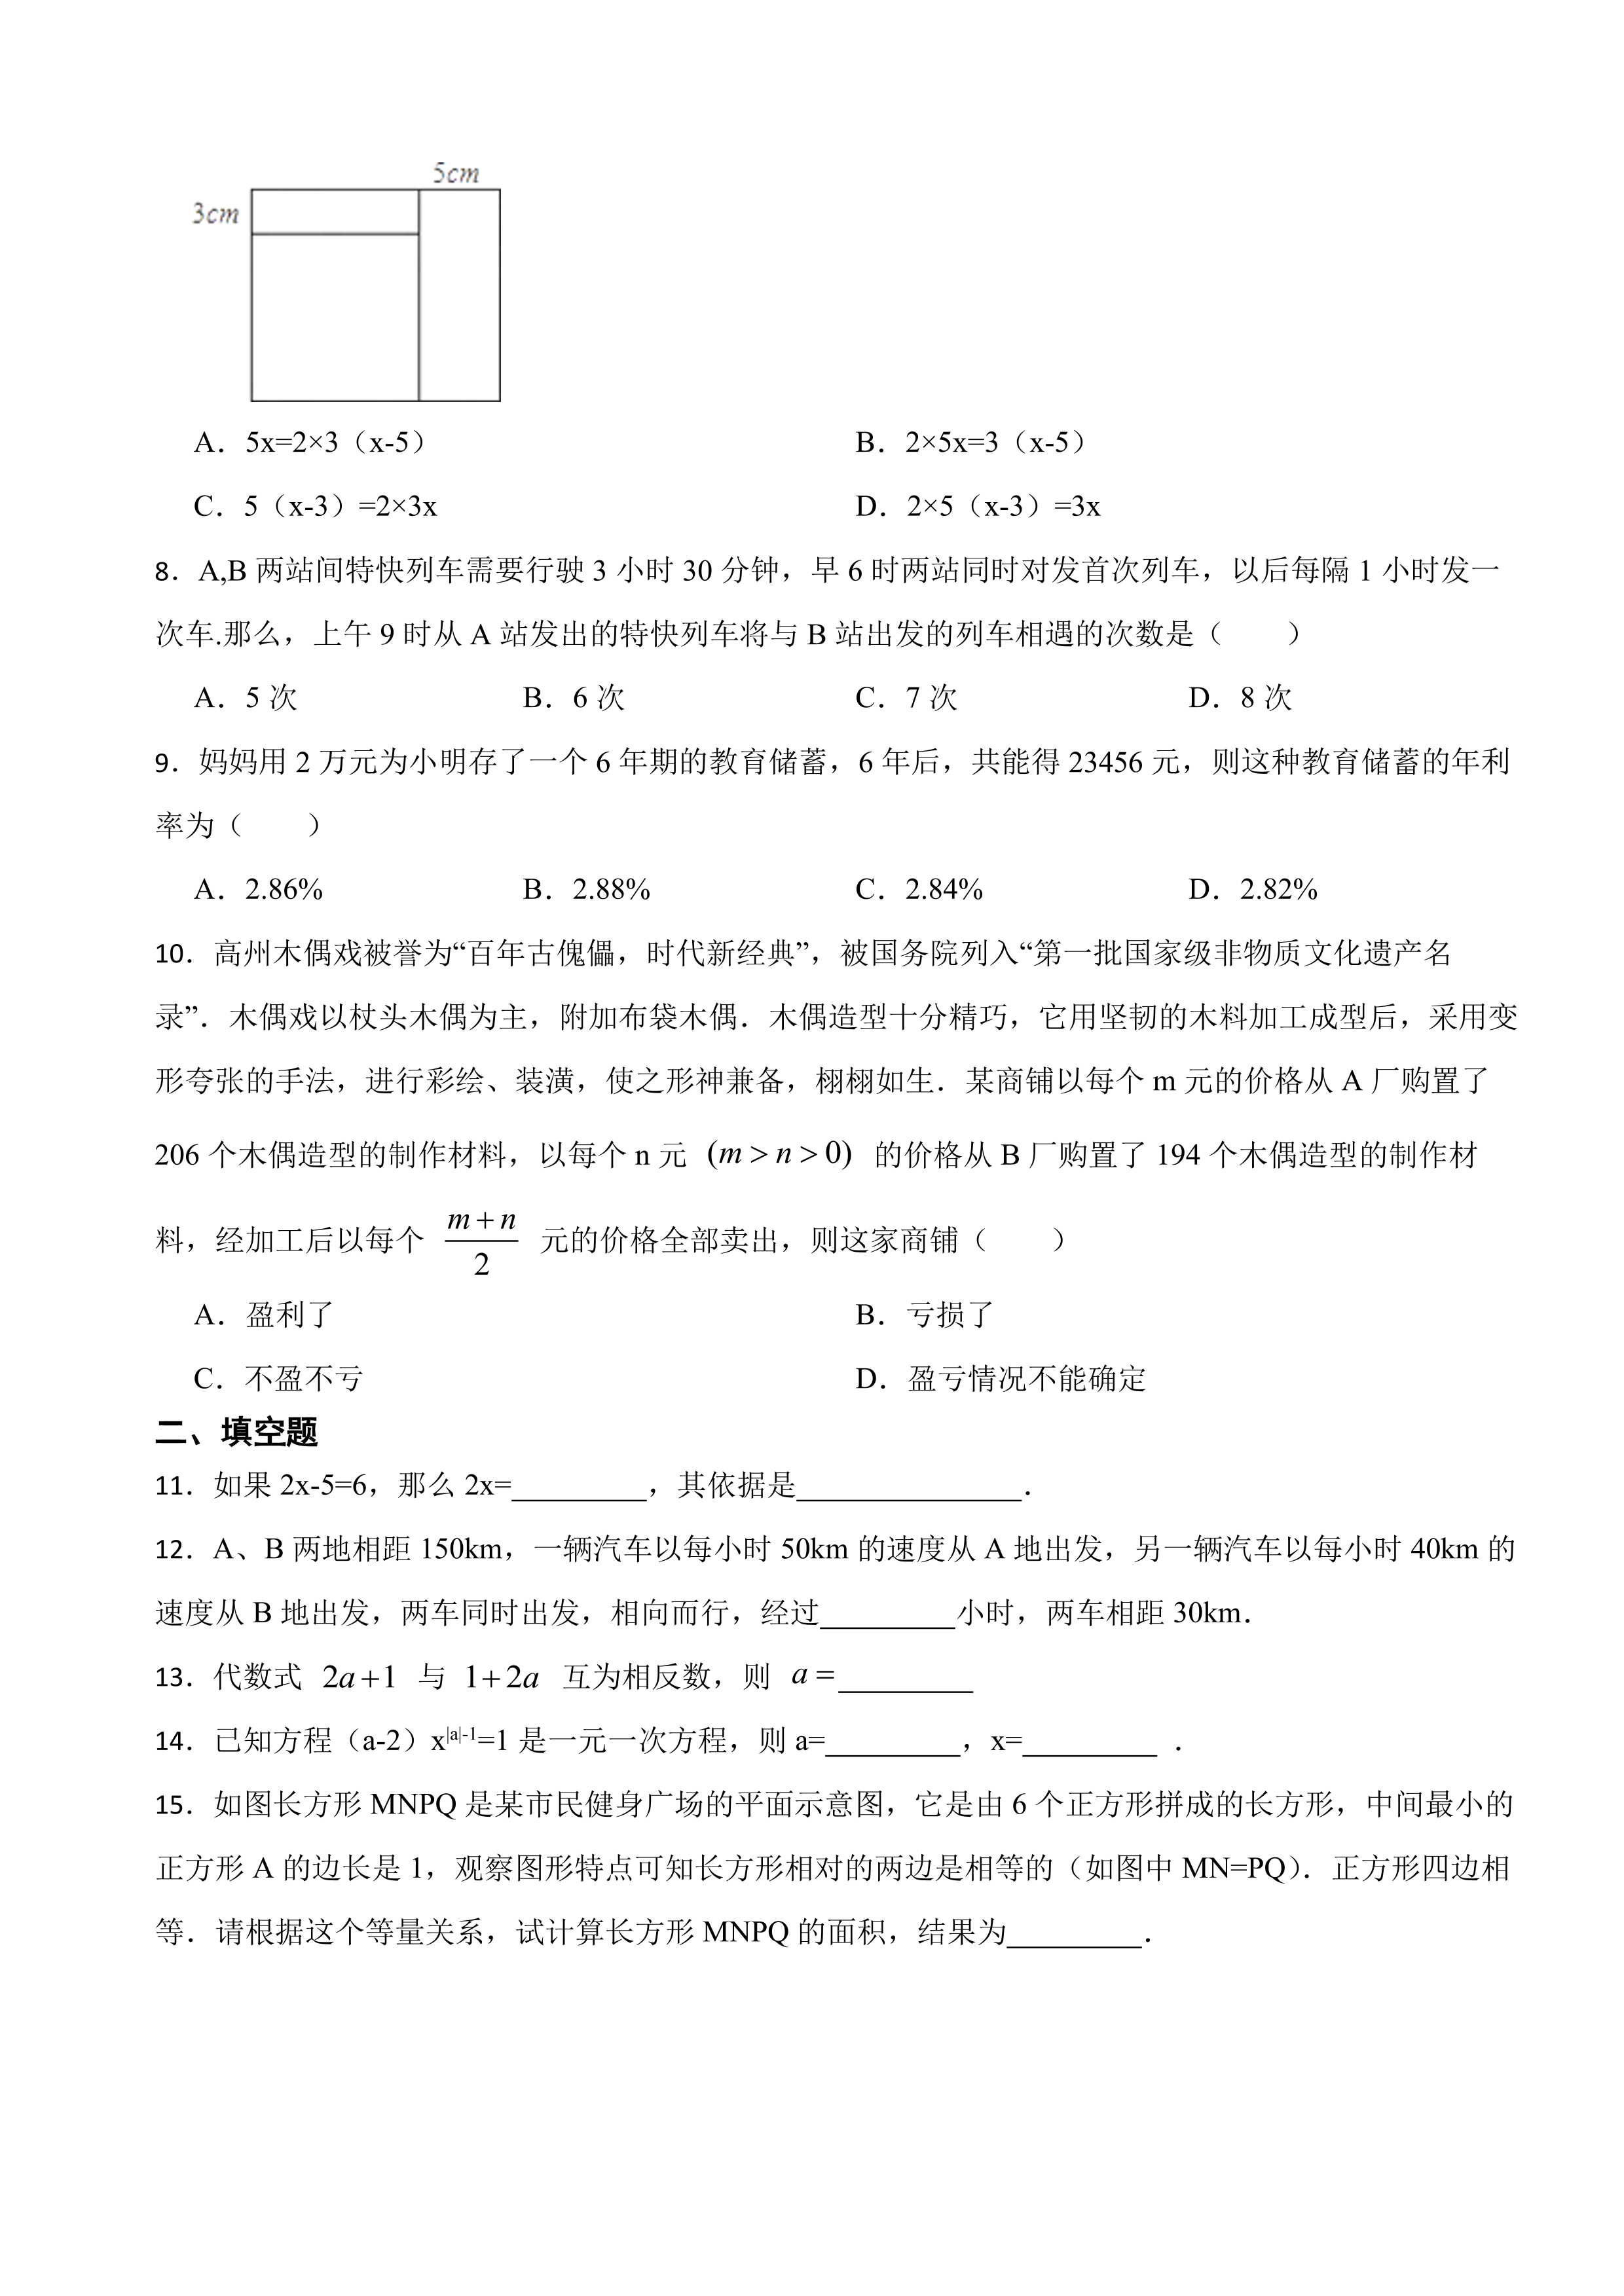 5cm
3cm
A．5x=2×3（x-5） B．2×5x=3（x-5）
C．5（x-3）=2×3x D．2×5（x-3）=3x
8．A,B 两站间特快列车需要行驶 3 小时 30 分钟，早 6 时两站同时对发首次列车，以后每隔 1 小时发一
次车.那么，上午 9 时从 A 站发出的特快列车将与 B 站出发的列车相遇的次数是（　　）
A．5 次 B．6 次 C．7 次 D．8 次
9．妈妈用 2 万元为小明存了一个 6 年期的教育储蓄，6 年后，共能得 23456 元，则这种教育储蓄的年利
率为（　　）
A．2.86% B．2.88% C．2.84% D．2.82%
10．高州木偶戏被誉为“百年古傀儡，时代新经典”，被国务院列入“第一批国家级非物质文化遗产名
录”．木偶戏以杖头木偶为主，附加布袋木偶．木偶造型十分精巧，它用坚韧的木料加工成型后，采用变
形夸张的手法，进行彩绘、装潢，使之形神兼备，栩栩如生．某商铺以每个 m 元的价格从 A 厂购置了
206 个木偶造型的制作材料，以每个 n 元 (m > n > 0) 的价格从 B 厂购置了 194 个木偶造型的制作材
料，经加工后以每个 \frac{m+n}{2} 元的价格全部卖出，则这家商铺（　　）
A．盈利了 B．亏损了
C．不盈不亏 D．盈亏情况不能确定
二、填空题
11．如果 2x-5=6，那么 2x=_________，其依据是_______________．
12．A、B 两地相距 150km，一辆汽车以每小时 50km 的速度从 A 地出发，另一辆汽车以每小时 40km 的
速度从 B 地出发，两车同时出发，相向而行，经过_________小时，两车相距 30km．
13．代数式 2a+1 与 1+2a 互为相反数，则 a=_________
14．已知方程（a-2）x^{|a|-1}=1 是一元一次方程，则 a=_________，x=_________ ．
15．如图长方形 MNPQ 是某市民健身广场的平面示意图，它是由 6 个正方形拼成的长方形，中间最小的
正方形 A 的边长是 1，观察图形特点可知长方形相对的两边是相等的（如图中 MN=PQ）．正方形四边相
等．请根据这个等量关系，试计算长方形 MNPQ 的面积，结果为_________．